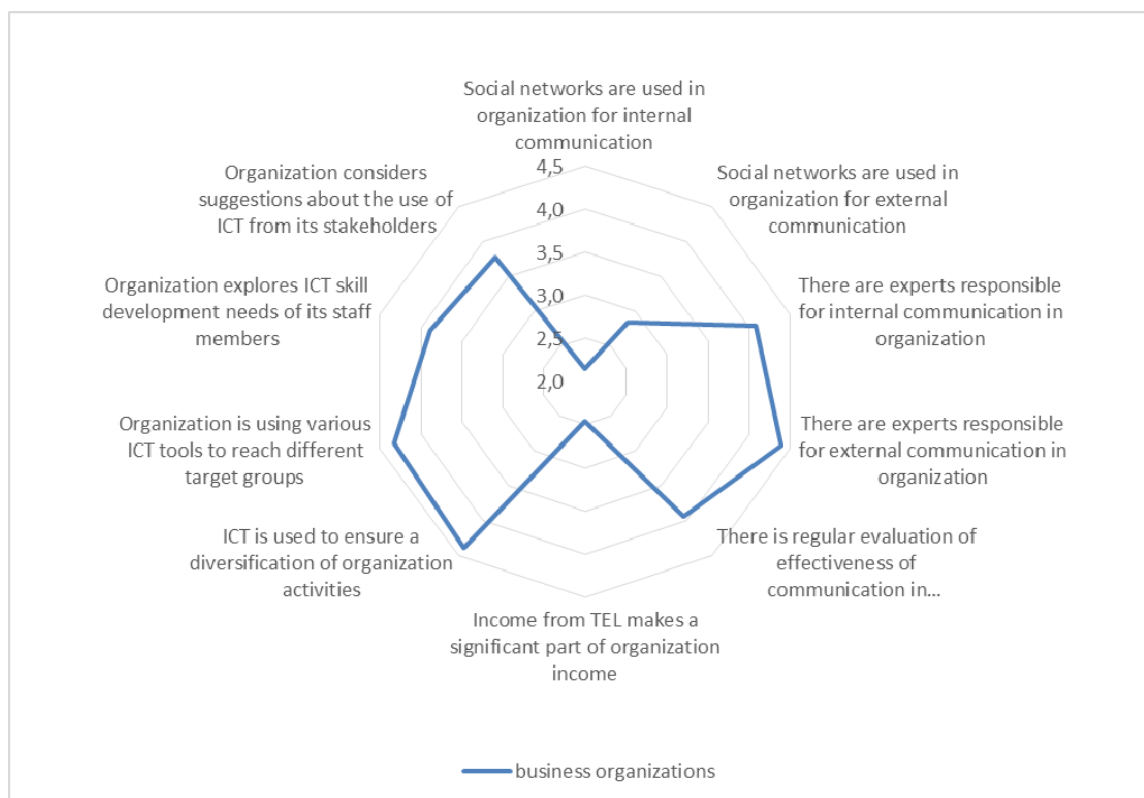 Social networks are used in
organization for internal
communication
Social networks are used in
organization for external
communication
There are experts responsible
for internal communication in
organization
There are experts responsible
for external communication in
organization
There is regular evaluation of
effectiveness of
communication in...
Income from TEL makes a
significant part of organization
income
ICT is used to ensure a
diversification of organization
activities
Organization is using various
ICT tools to reach different
target groups
Organization explores ICT skill
development needs of its staff
members
Organization considers
suggestions about the use of
ICT from its stakeholders
4,5
4,0
3,5
3,0
2,5
2,0
business organizations